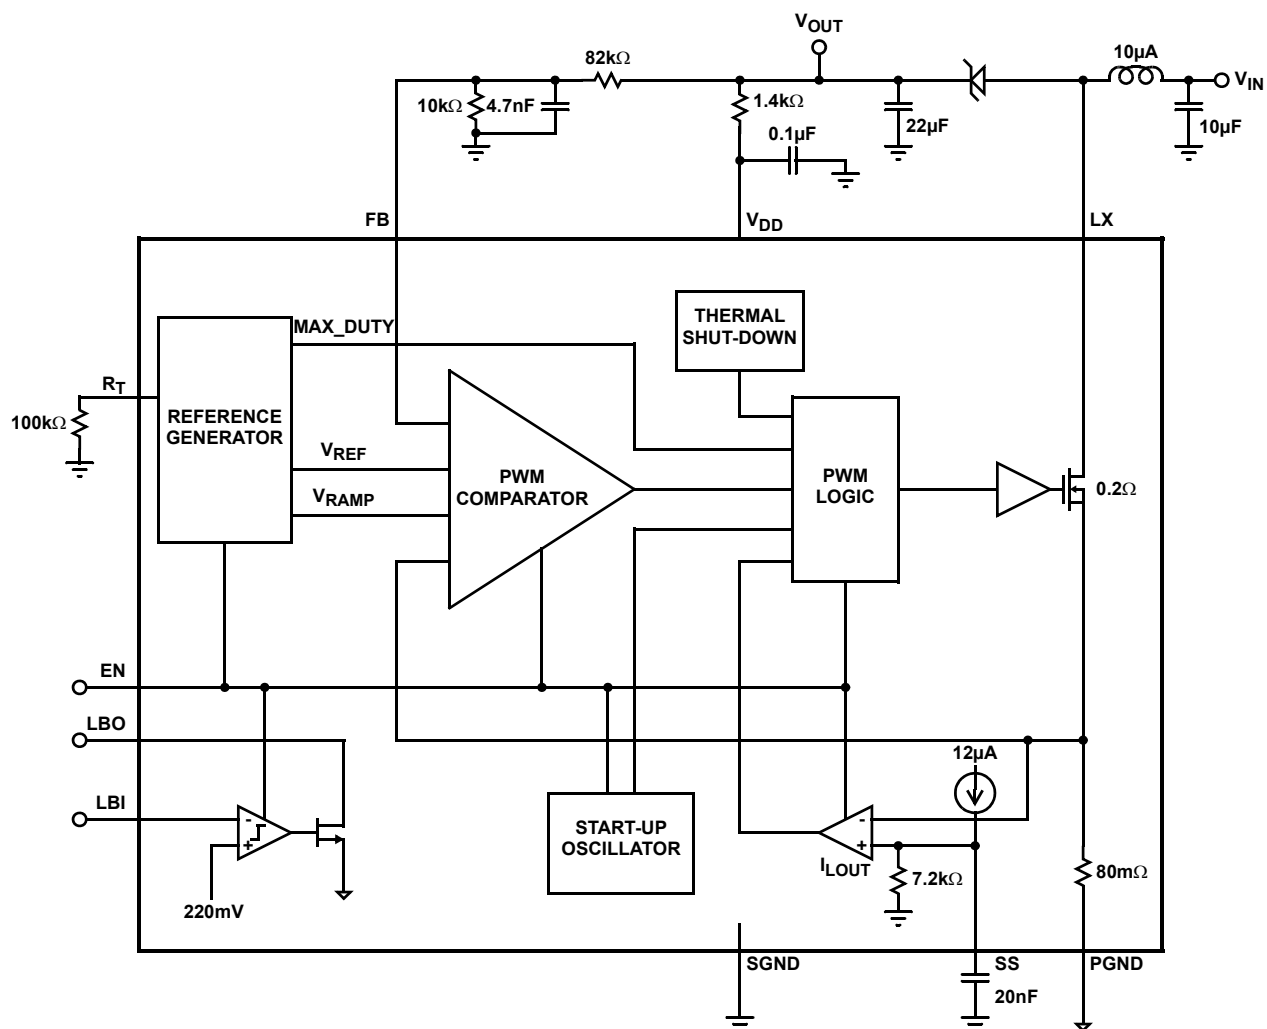 VOUT
10µA
82kΩ
VIN
10kΩ
4.7nF
1.4kΩ
22µF
10µF
0.1µF
FB
VDD
LX
THERMAL
SHUT-DOWN
MAX_DUTY
RT
100kΩ
REFERENCE
GENERATOR
VREF
VRAMP
PWM
COMPARATOR
PWM
LOGIC
0.2Ω
EN
LBO
12µA
LBI
-
+
220mV
START-UP
OSCILLATOR
-
+
ILOUT
7.2kΩ
80mΩ
SGND
SS
PGND
20nF